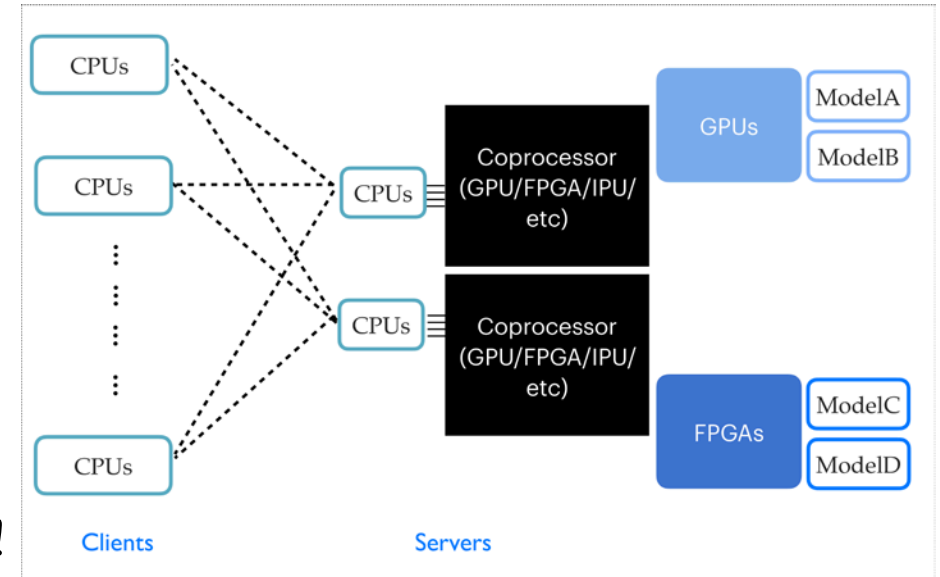 CPUs
CPUs
CPUs
CPUs
CPUs
Coprocessor
(GPU/FPGA/IPU/
etc)
Coprocessor
(GPU/FPGA/IPU/
etc)
GPUs
ModelA
ModelB
FPGAs
ModelC
ModelD
!
Clients
Servers